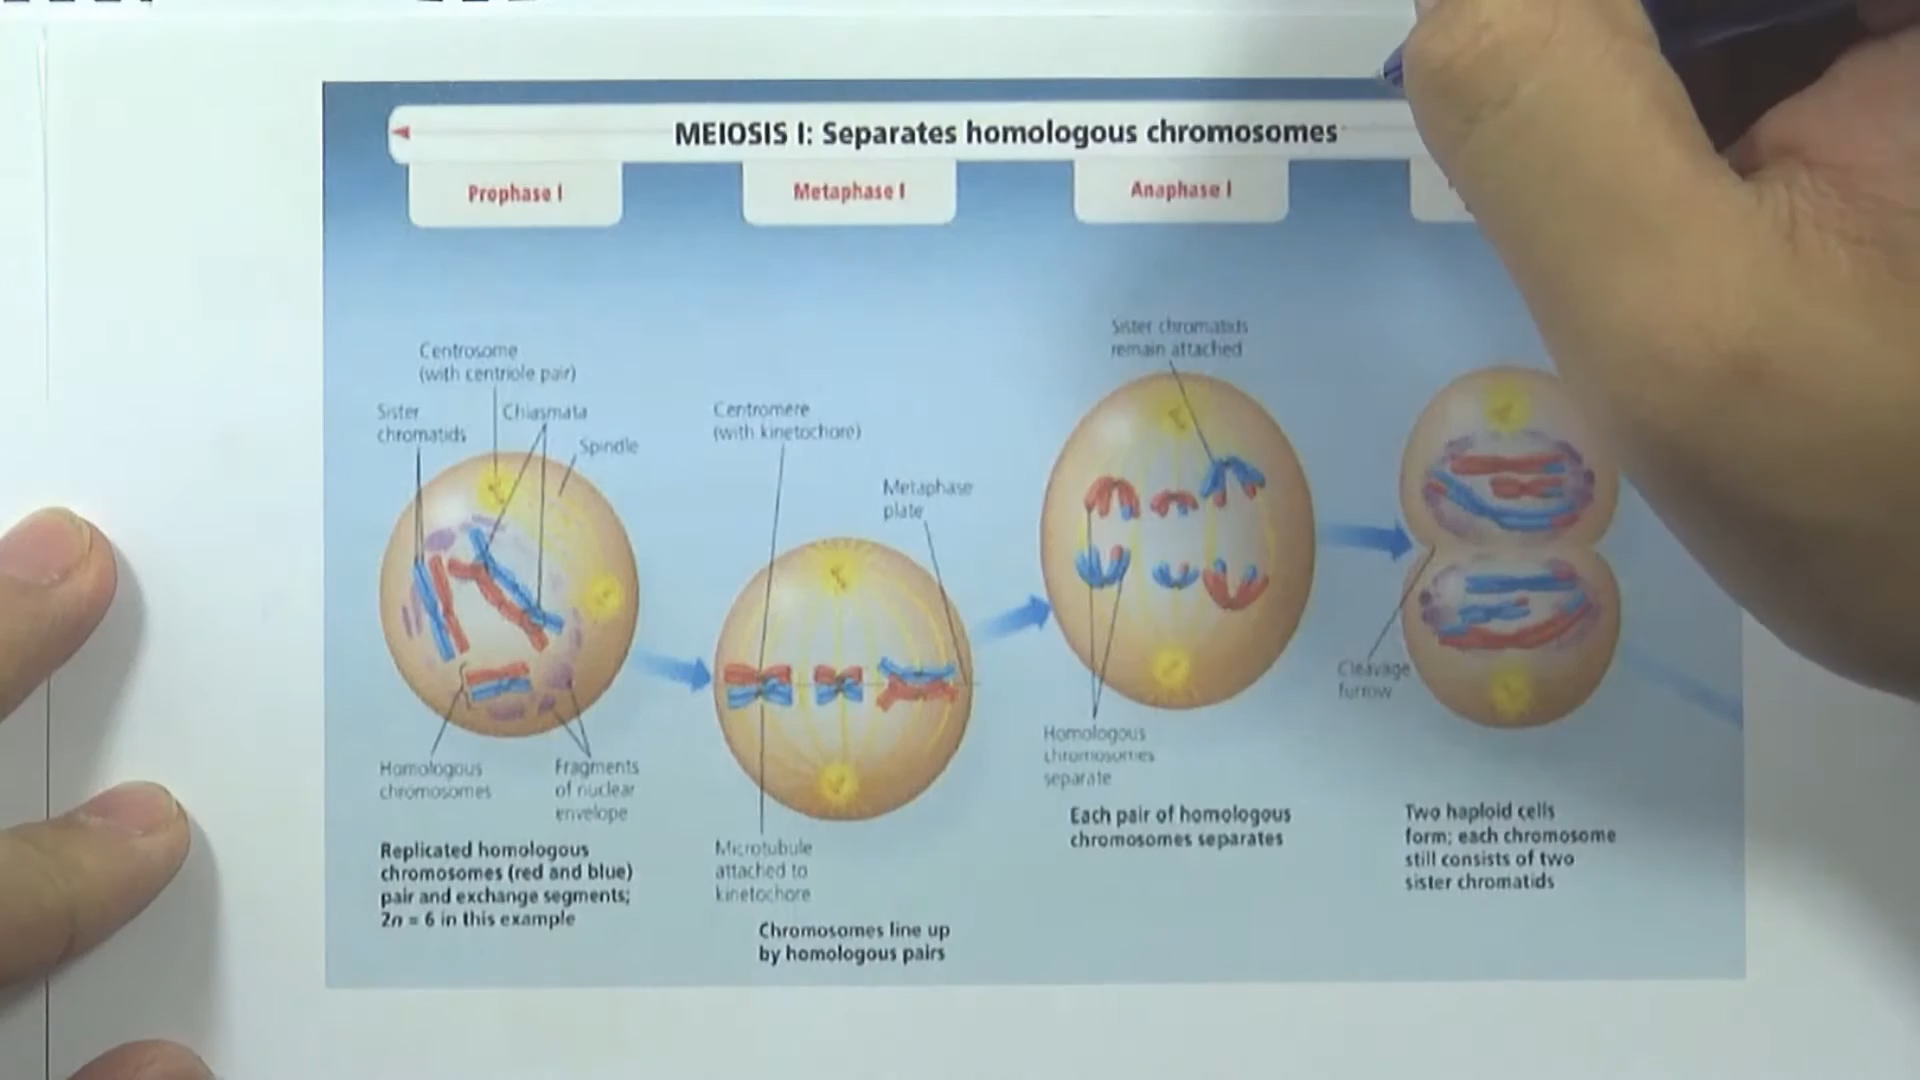 MEIOSIS I: Separates homologous chromosomes
Prophase I
Metaphase I
Anaphase I
Centrosome
(with centriole pair)
Sister
chromatids
Chiasmata
Spindle
Homologous
chromosomes
Fragments
of nuclear
envelope
Replicated homologous
chromosomes (red and blue)
pair and exchange segments;
2n = 6 in this example
Centromere
(with kinetochore)
Metaphase
plate
Microtubule
attached to
kinetochore
Chromosomes line up
by homologous pairs
Sister chromatids
remain attached
Homologous
chromosomes
separate
Each pair of homologous
chromosomes separates
Cleavage
furrow
Two haploid cells
form; each chromosome
still consists of two
sister chromatids